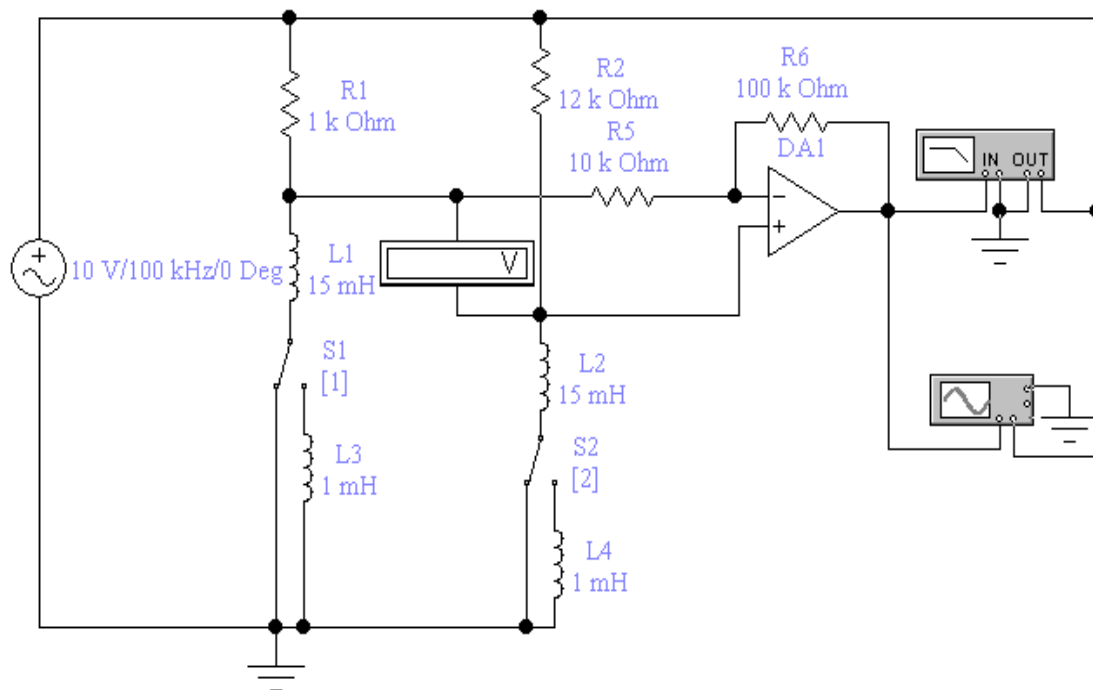 R1
1 k Ohm
R2
12 k Ohm
R6
100 k Ohm
R5
10 k Ohm
DA1
IN OUT
10 V/100 kHz/0 Deg
L1
15 mH
V
S1
[1]
L2
15 mH
L3
1 mH
S2
[2]
L4
1 mH